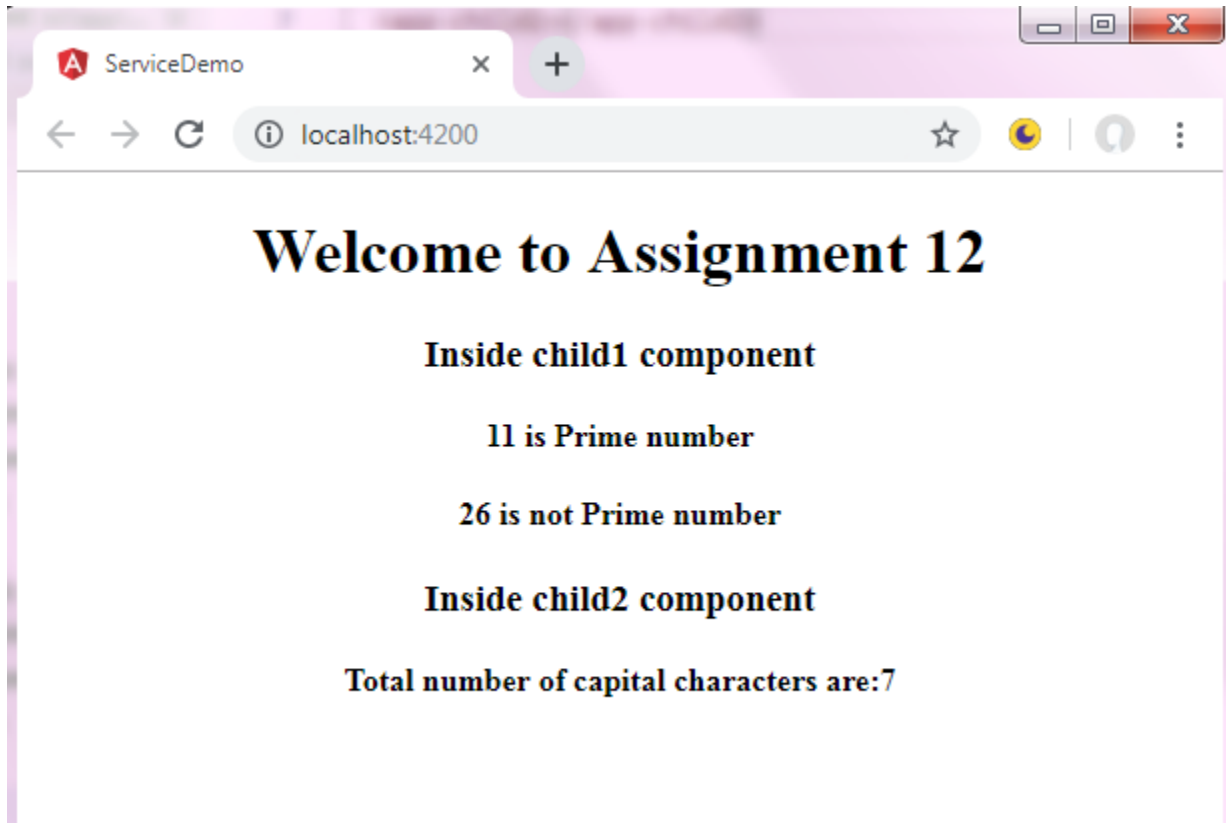 ServiceDemo
localhost:4200
Welcome to Assignment 12
Inside child1 component
11 is Prime number
26 is not Prime number
Inside child2 component
Total number of capital characters are:7